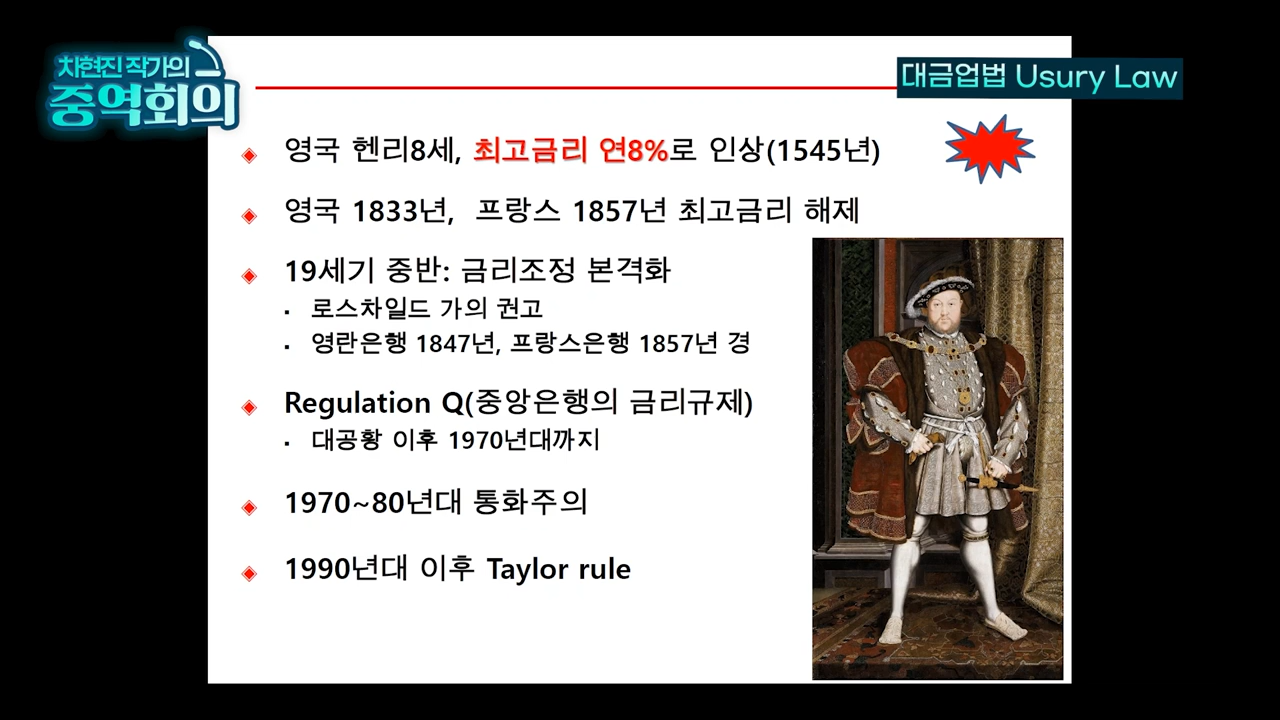 차현진 작가의
중역회의
대금업법 Usury Law
영국 헨리8세, 최고금리 연8%로 인상(1545년)
영국 1833년, 프랑스 1857년 최고금리 해제
19세기 중반: 금리조정 본격화
로스차일드 가의 권고
영란은행 1847년, 프랑스은행 1857년 경
Regulation Q(중앙은행의 금리규제)
대공황 이후 1970년대까지
1970~80년대 통화주의
1990년대 이후 Taylor rule